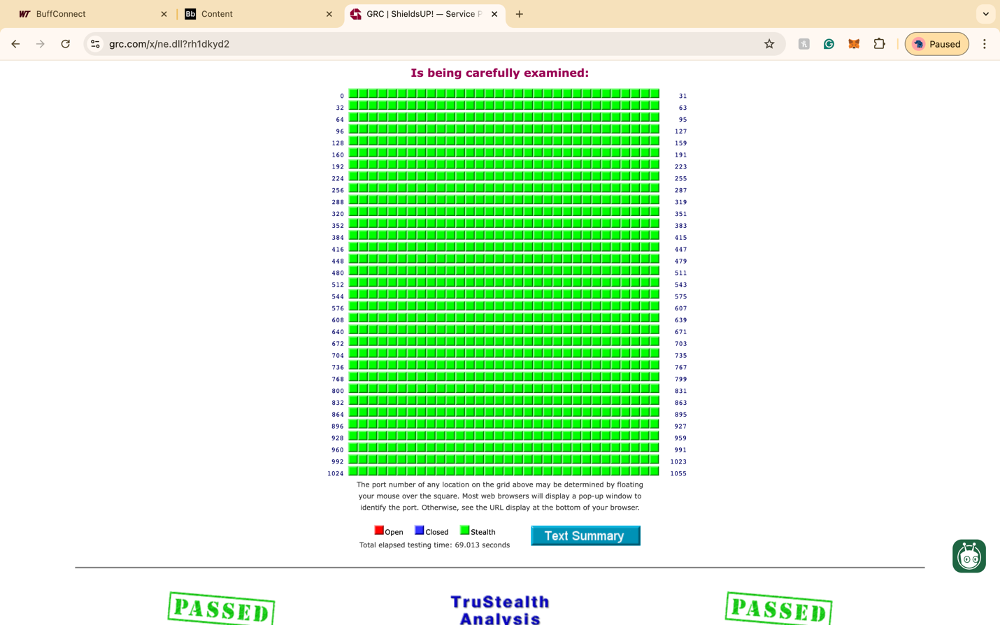 WT BuffConnect
Bb Content
GRC | ShieldsUP! — Service P
grc.com/x/ne.dll?rh1dkyd2
Paused
Is being carefully examined:
0 31
32 63
64 95
96 127
128 159
160 191
192 223
224 255
256 287
288 319
320 351
352 383
384 415
416 447
448 479
480 511
512 543
544 575
576 607
608 639
640 671
672 703
704 735
736 767
768 799
800 831
832 863
864 895
896 927
928 959
960 991
992 1023
1024 1055
The port number of any location on the grid above may be determined by floating
your mouse over the square. Most web browsers will display a pop-up window to
identify the port. Otherwise, see the URL display at the bottom of your browser.
Open Closed Stealth
Total elapsed testing time: 69.013 seconds
Text Summary
PASSED
TruStealth
Analysis
PASSED